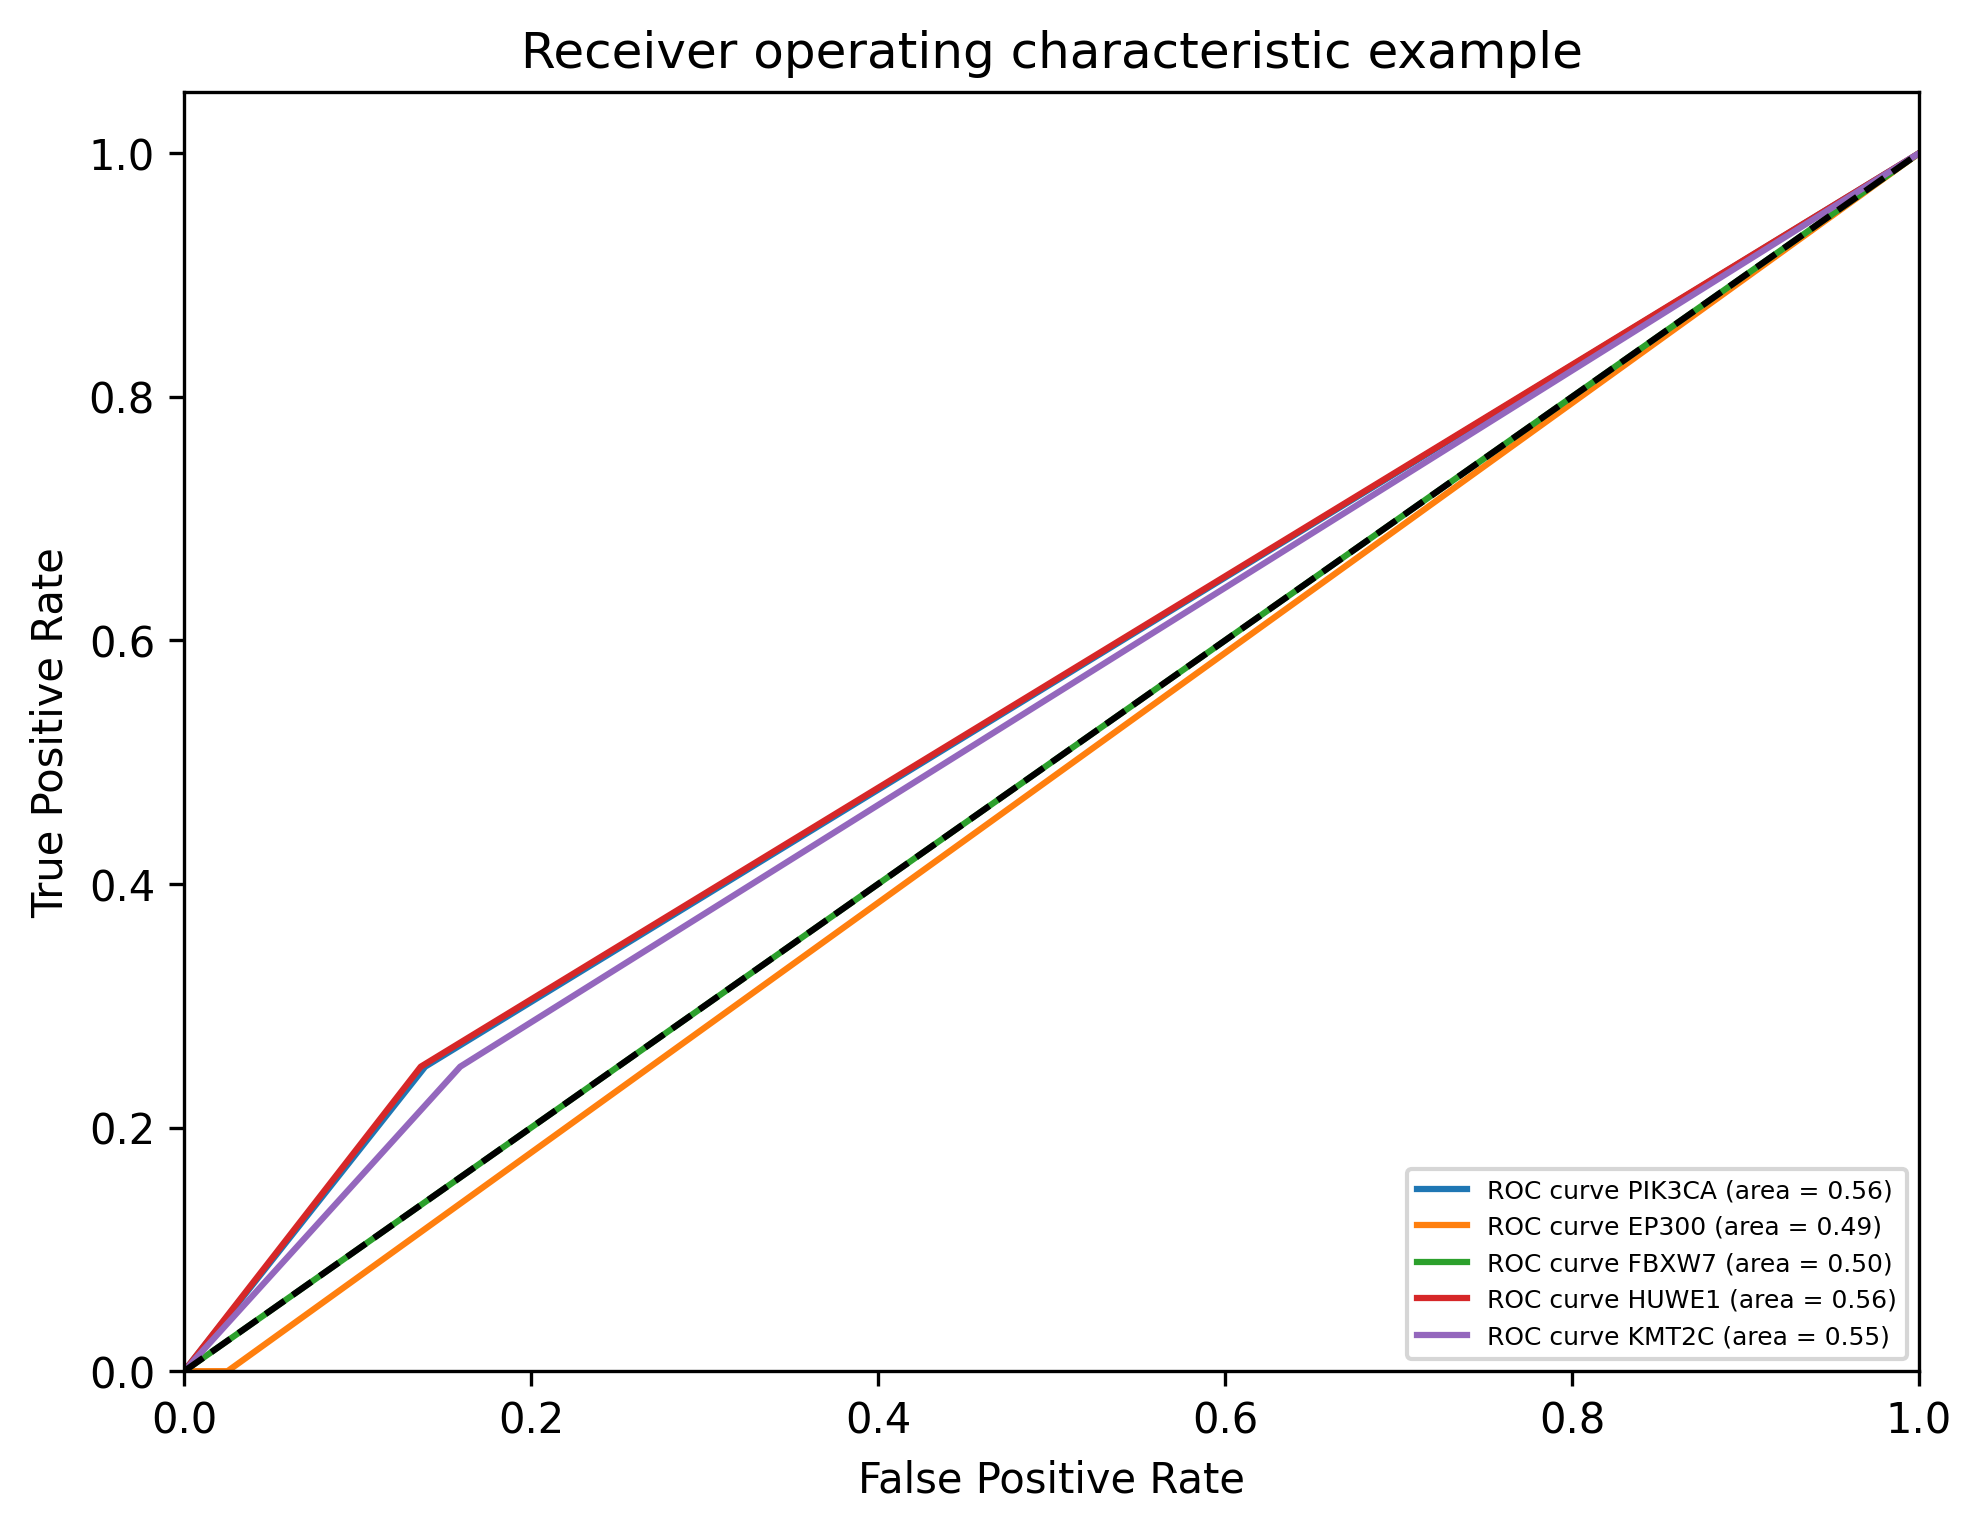 Receiver operating characteristic example
1.0
0.8
0.6
0.4
0.2
0.0
True Positive Rate
0.0 0.2 0.4 0.6 0.8 1.0
False Positive Rate
ROC curve PIK3CA (area = 0.56)
ROC curve EP300 (area = 0.49)
ROC curve FBXW7 (area = 0.50)
ROC curve HUWE1 (area = 0.56)
ROC curve KMT2C (area = 0.55)